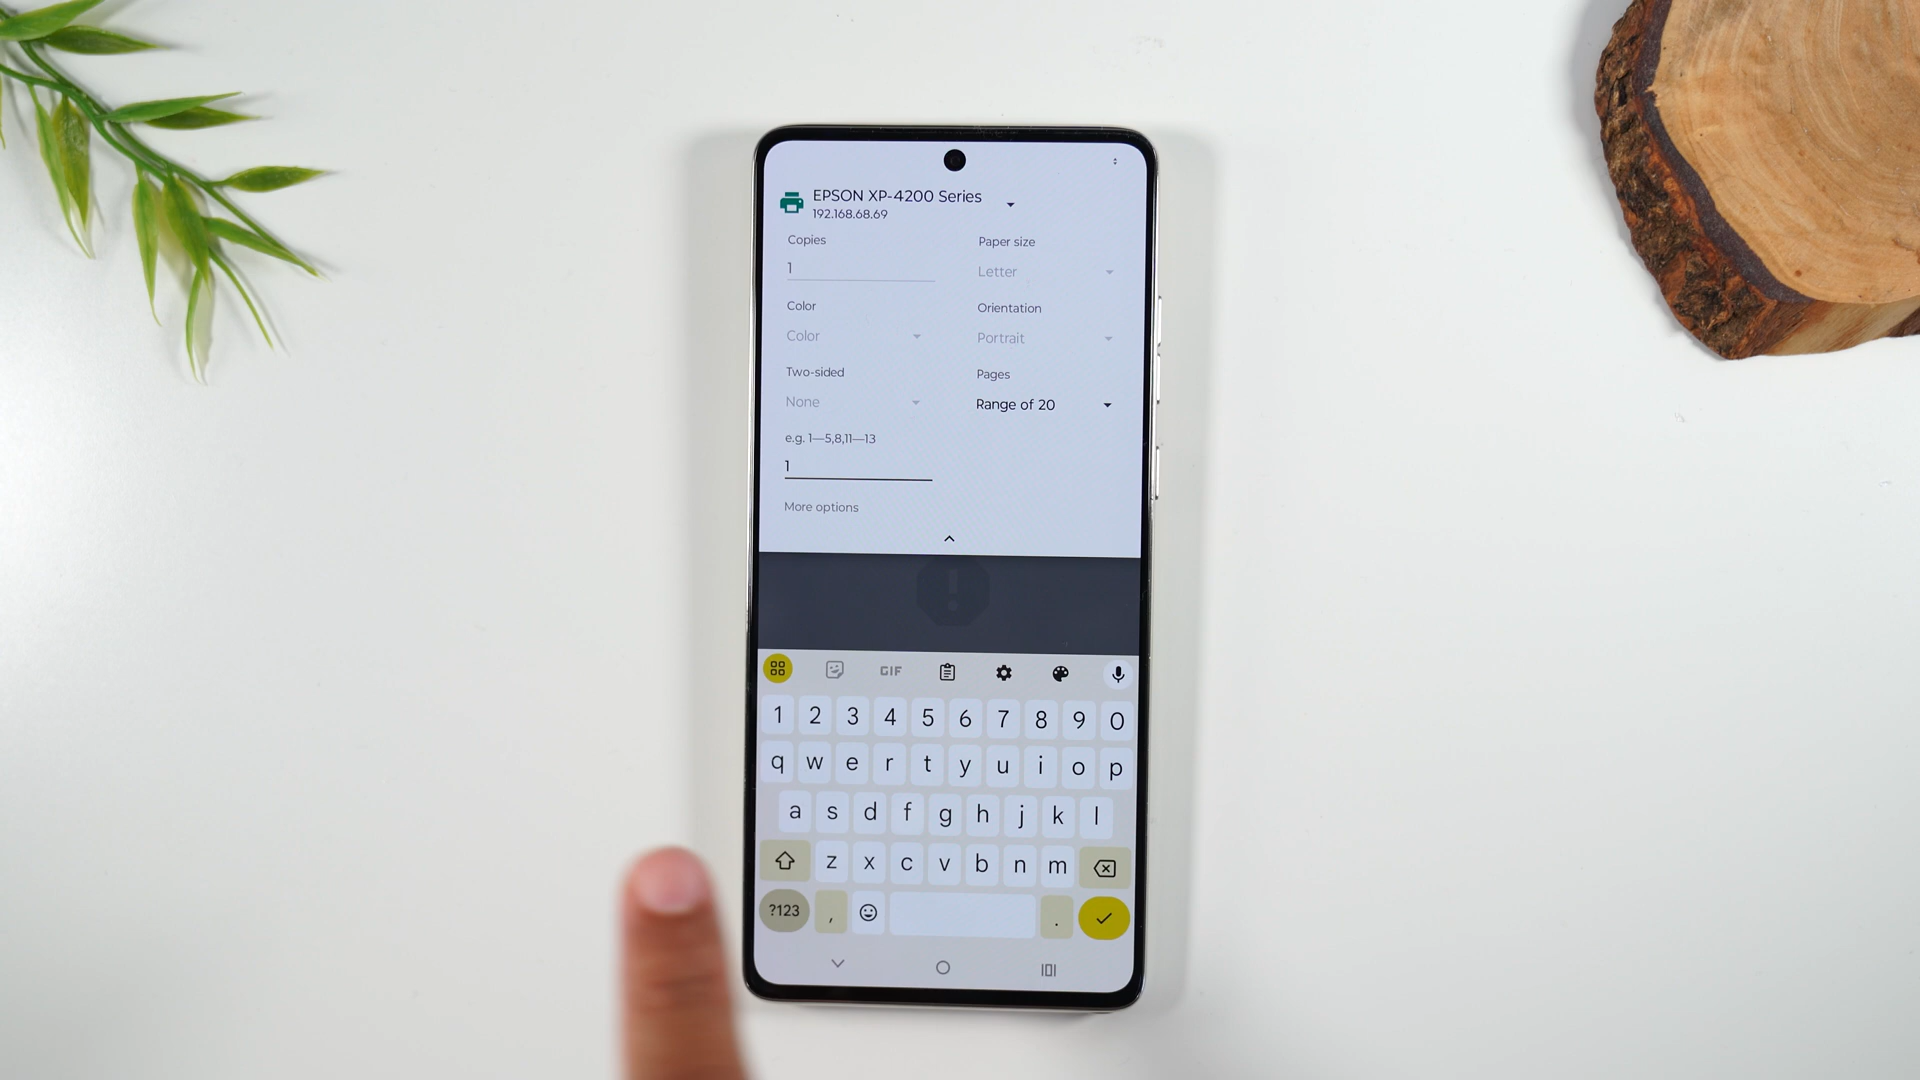 EPSON XP-4200 Series
192.168.68.69
Copies
Paper size
1
Letter
Color
Orientation
Color
Portrait
Two-sided
Pages
None
Range of 20
e.g. 1—5,8,11—13
1
More options
GIF
1 2 3 4 5 6 7 8 9 0
q w e r t y u i o p
a s d f g h j k l
z x c v b n m
?123 , .